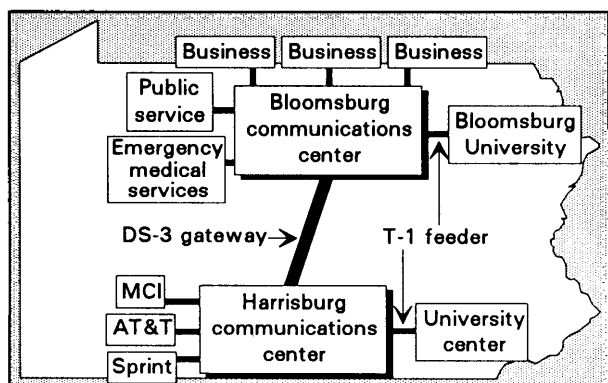 Business Business Business
Public
service
Bloomsburg
communications
center
Bloomsburg
University
Emergency
medical
services
DS-3 gateway
T-1 feeder
MCI
AT&T
Sprint
Harrisburg
communications
center
University
center